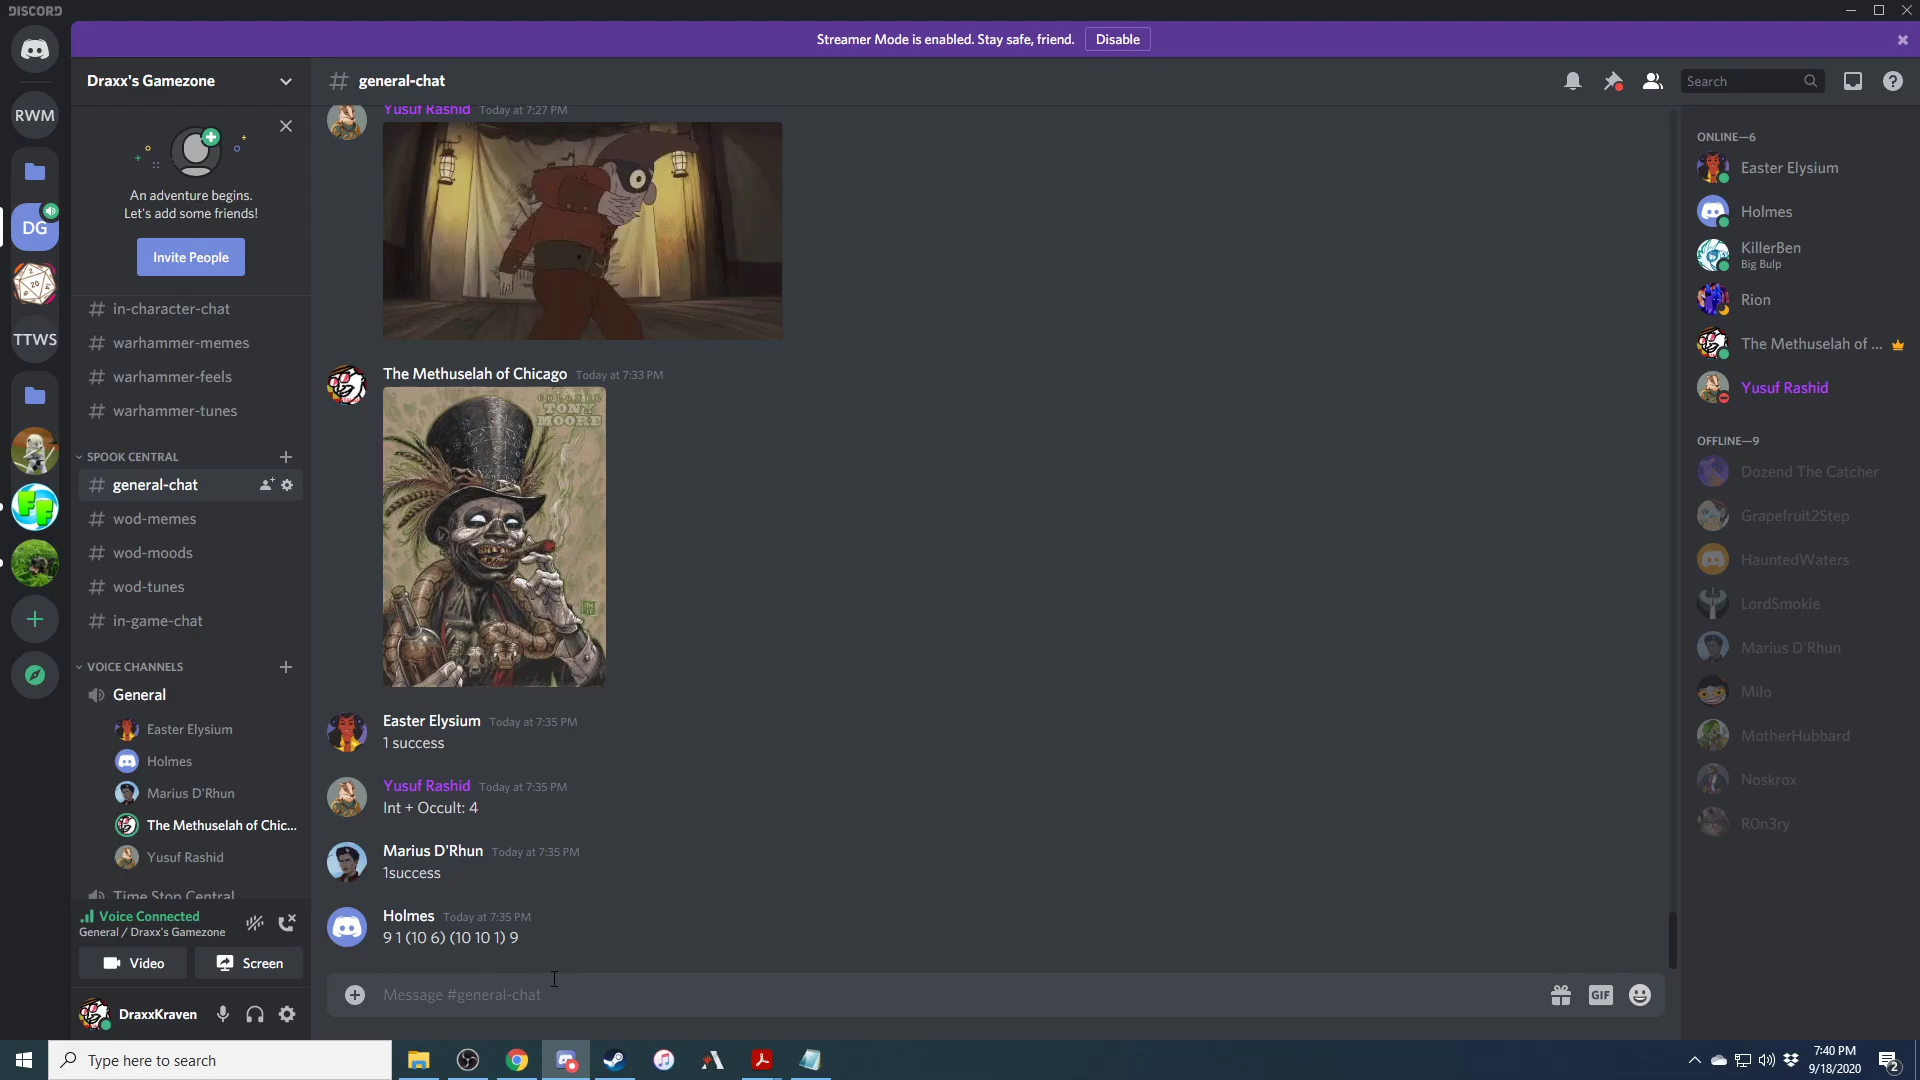 DISCORD
Streamer Mode is enabled. Stay safe, friend.
Disable
Draxx's Gamezone
general-chat
Search
RWM
DG
20
TTWS
FF
An adventure begins.
Let's add some friends!
Invite People
in-character-chat
warhammer-memes
warhammer-feels
warhammer-tunes
SPOOK CENTRAL
general-chat
wod-memes
wod-moods
wod-tunes
in-game-chat
VOICE CHANNELS
General
Easter Elysium
Holmes
Marius D'Rhun
The Methuselah of Chic...
Yusuf Rashid
Time Stop Central
Voice Connected
General / Draxx's Gamezone
Video
Screen
DraxxKraven
Yusuf Rashid Today at 7:27 PM
The Methuselah of Chicago Today at 7:33 PM
COLONEL
TONY
MOORE
Easter Elysium Today at 7:35 PM
1 success
Yusuf Rashid Today at 7:35 PM
Int + Occult: 4
Marius D'Rhun Today at 7:35 PM
1success
Holmes Today at 7:35 PM
9 1 (10 6) (10 10 1) 9
Message #general-chat
GIF
ONLINE—6
Easter Elysium
Holmes
KillerBen
Big Bulp
Rion
The Methuselah of ...
Yusuf Rashid
OFFLINE—9
Dozend The Catcher
Grapefruit2Step
HauntedWaters
LordSmokie
Marius D'Rhun
Milo
MotherHubbard
Noskrox
R0n3ry
Type here to search
7:40 PM
9/18/2020
2